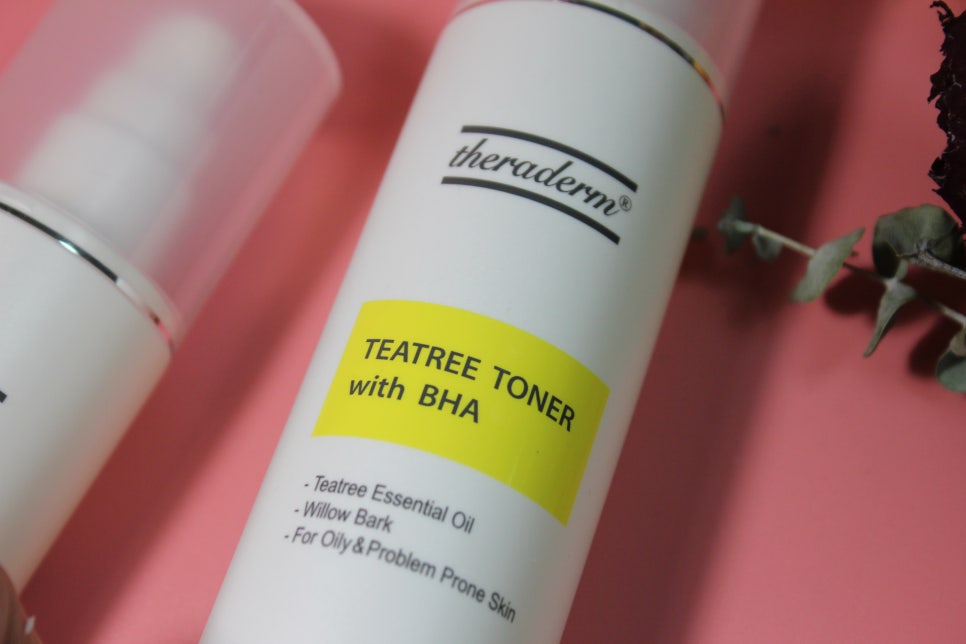 theraderm®
TEATREE TONER
with BHA
- Teatree Essential Oil
- Willow Bark
- For Oily & Problem Prone Skin